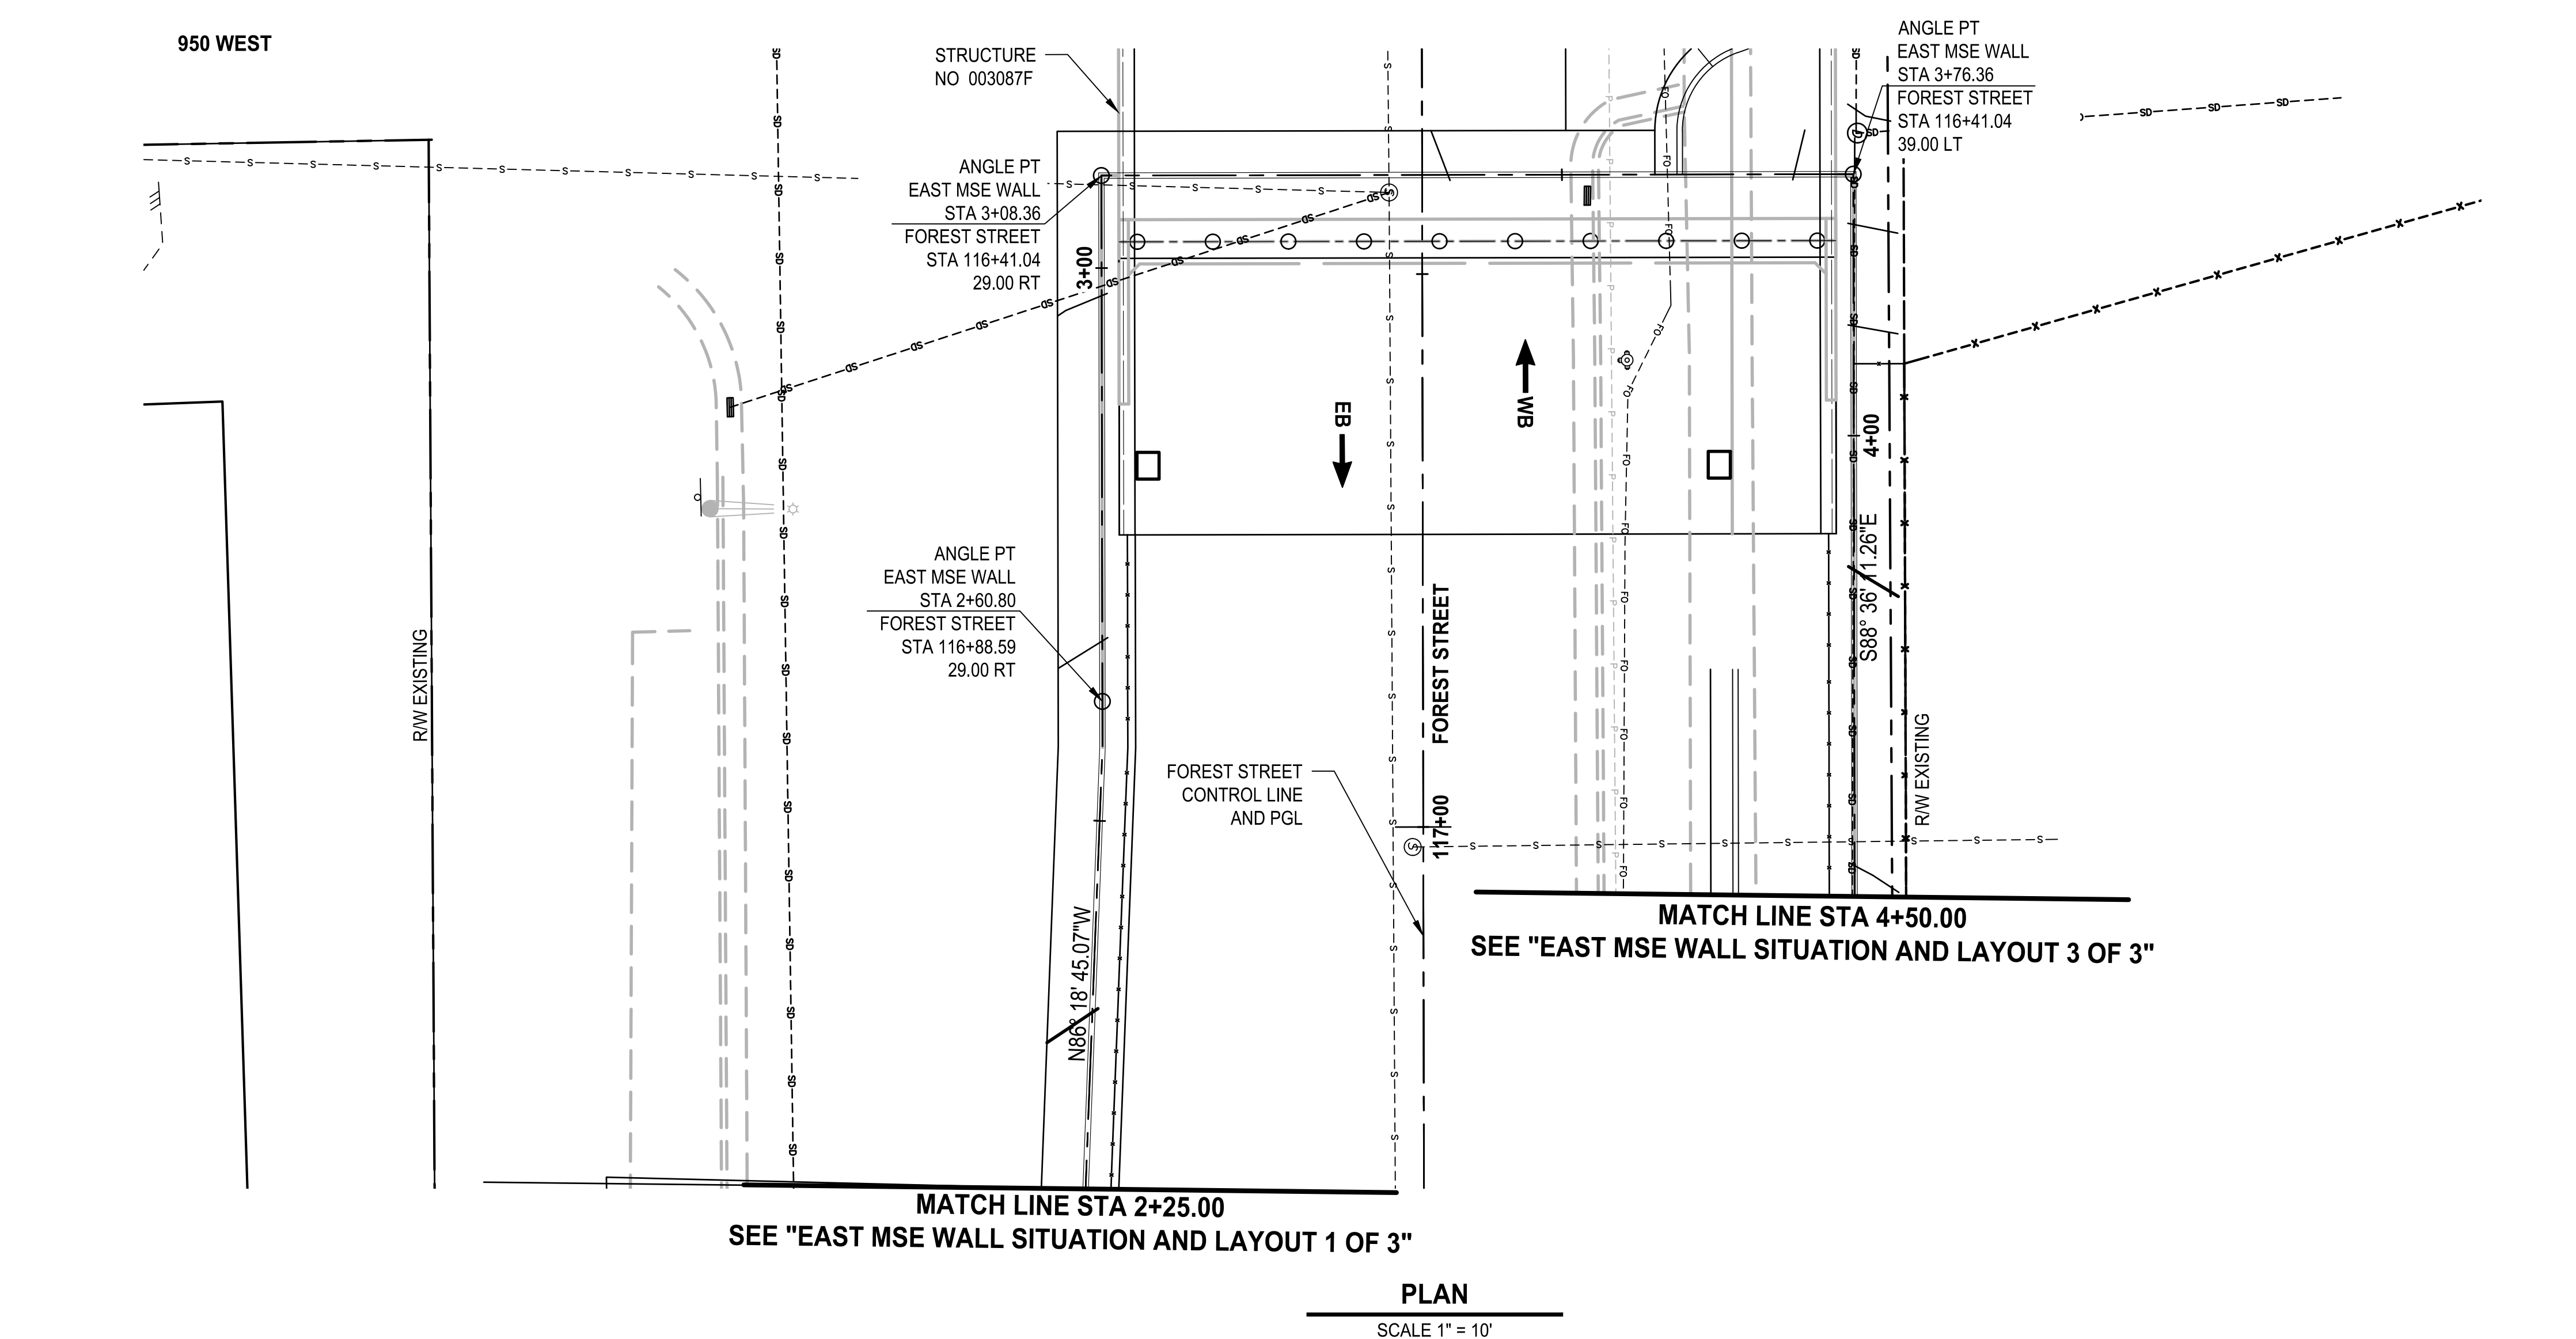 950 WEST
STRUCTURE
NO 003087F
ANGLE PT
EAST MSE WALL
STA 3+76.36
FOREST STREET
STA 116+41.04
39.00 LT
ANGLE PT
EAST MSE WALL
STA 3+08.36
FOREST STREET
STA 116+41.04
29.00 RT
3+00
EB
WB
4+00
S88° 36' 11.26"E
ANGLE PT
EAST MSE WALL
STA 2+60.80
FOREST STREET
STA 116+88.59
29.00 RT
R/W EXISTING
FOREST STREET
117+00
R/W EXISTING
FOREST STREET
CONTROL LINE
AND PGL
N86° 18' 45.07"W
MATCH LINE STA 4+50.00
SEE "EAST MSE WALL SITUATION AND LAYOUT 3 OF 3"
MATCH LINE STA 2+25.00
SEE "EAST MSE WALL SITUATION AND LAYOUT 1 OF 3"
PLAN
SCALE 1" = 10'